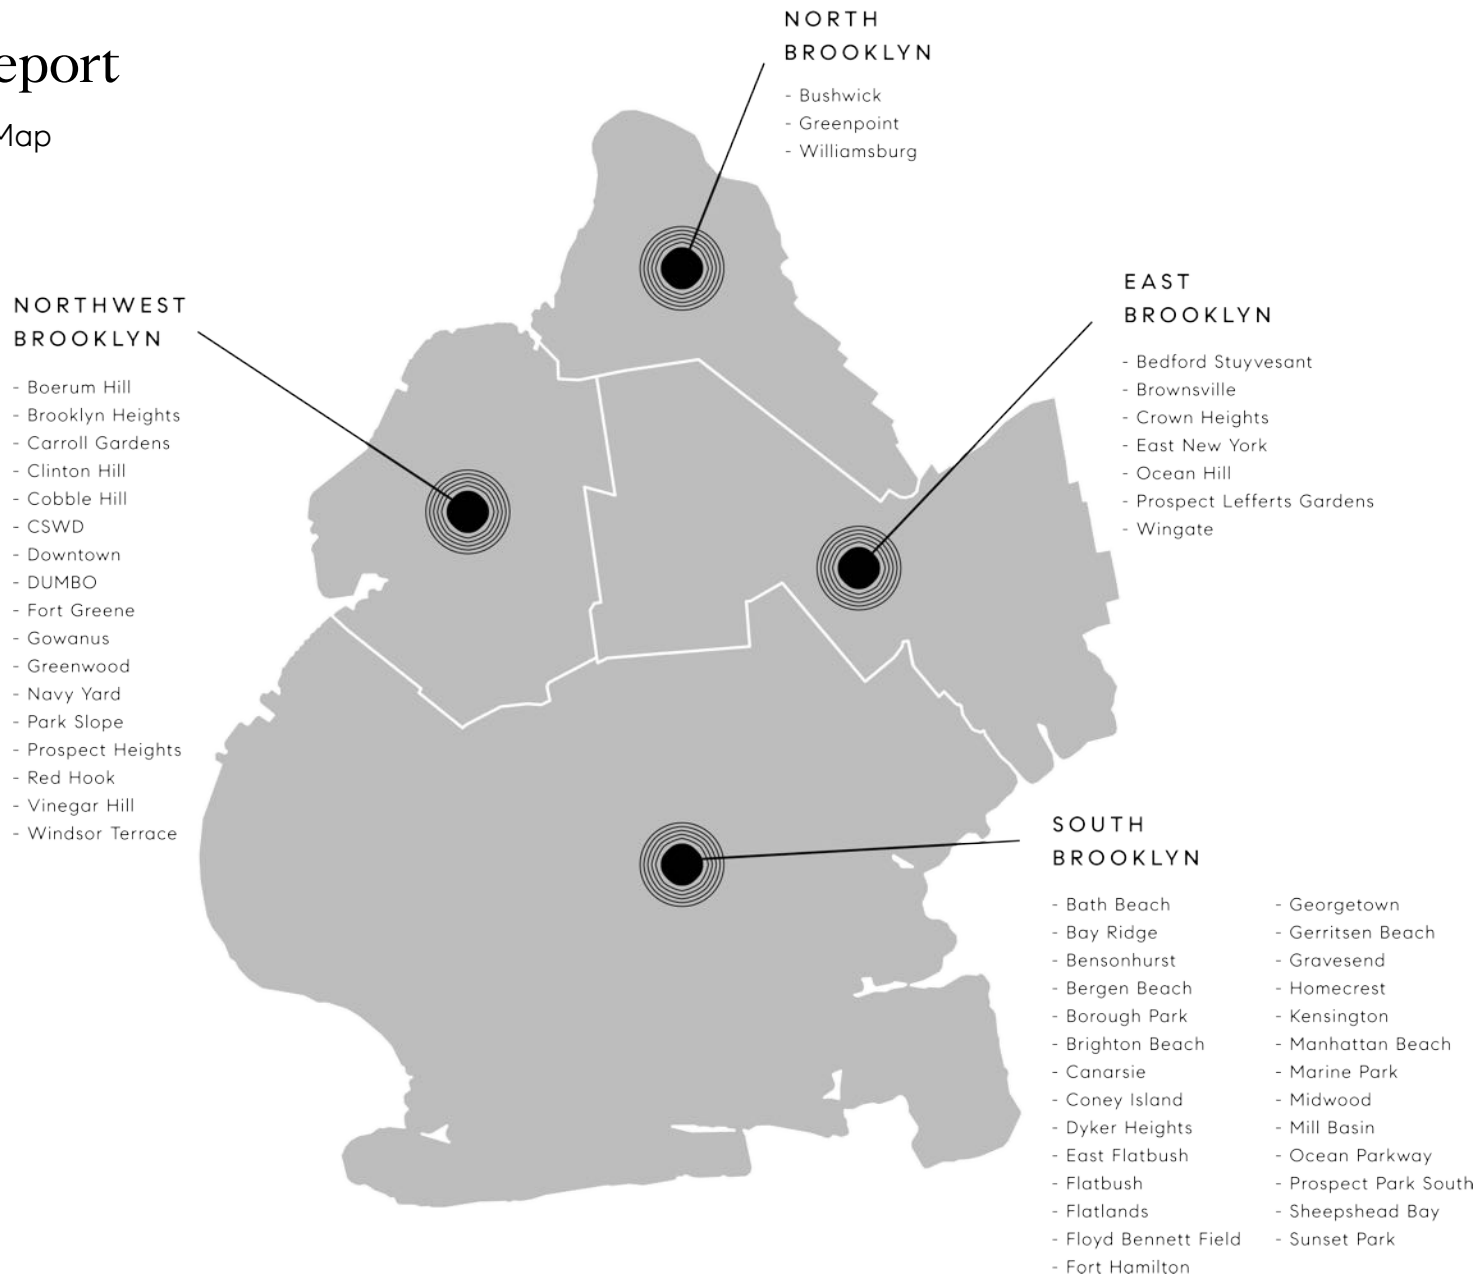 eport
Map
NORTH
BROOKLYN
- Bushwick
- Greenpoint
- Williamsburg
NORTHWEST
BROOKLYN
- Boerum Hill
- Brooklyn Heights
- Carroll Gardens
- Clinton Hill
- Cobble Hill
- CSWD
- Downtown
- DUMBO
- Fort Greene
- Gowanus
- Greenwood
- Navy Yard
- Park Slope
- Prospect Heights
- Red Hook
- Vinegar Hill
- Windsor Terrace
EAST
BROOKLYN
- Bedford Stuyvesant
- Brownsville
- Crown Heights
- East New York
- Ocean Hill
- Prospect Lefferts Gardens
- Wingate
SOUTH
BROOKLYN
- Bath Beach
- Bay Ridge
- Bensonhurst
- Bergen Beach
- Borough Park
- Brighton Beach
- Canarsie
- Coney Island
- Dyker Heights
- East Flatbush
- Flatbush
- Flatlands
- Floyd Bennett Field
- Fort Hamilton
- Georgetown
- Gerritsen Beach
- Gravesend
- Homecrest
- Kensington
- Manhattan Beach
- Marine Park
- Midwood
- Mill Basin
- Ocean Parkway
- Prospect Park South
- Sheepshead Bay
- Sunset Park